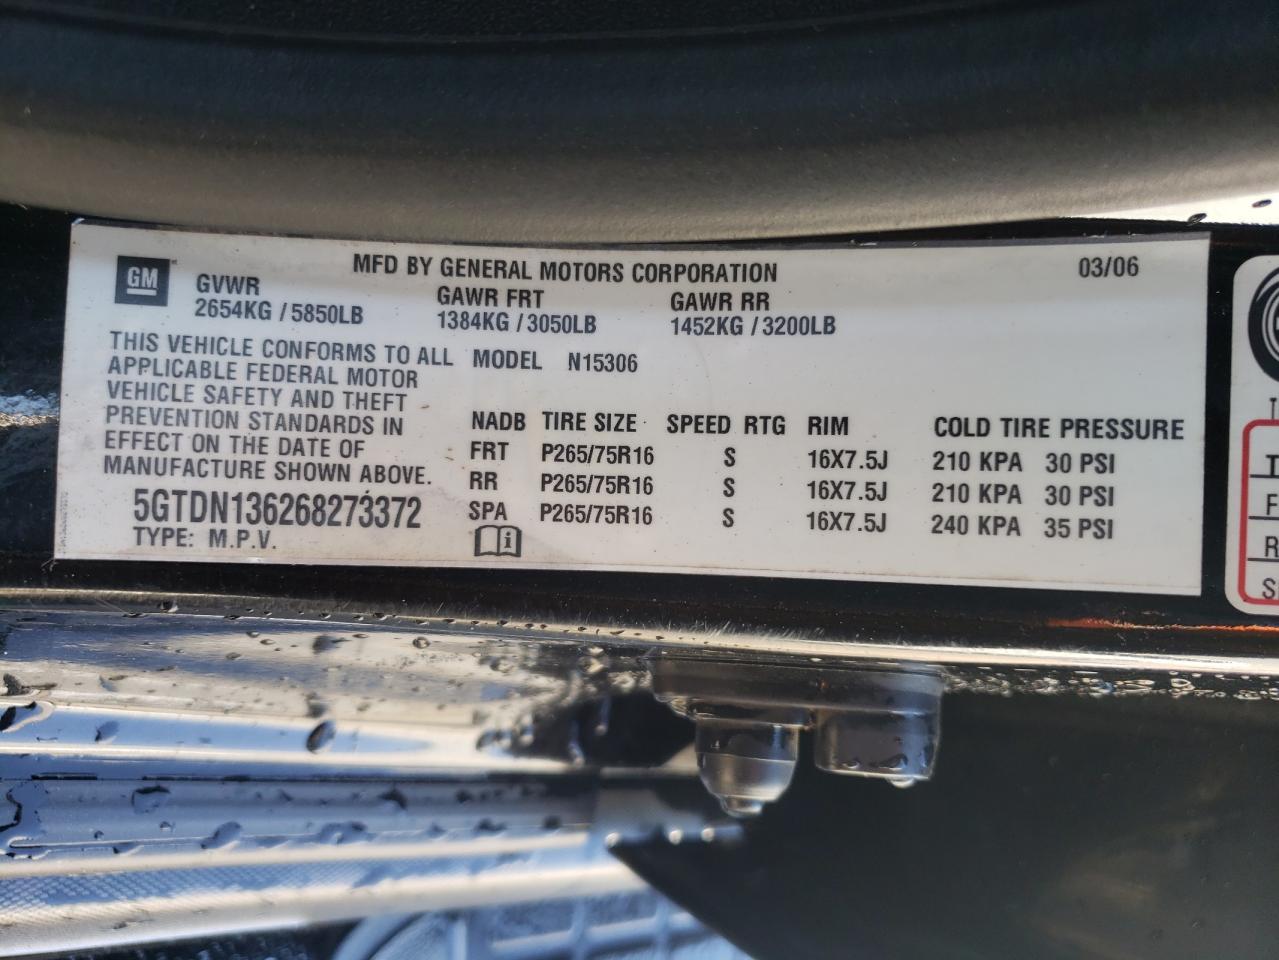 GM
MFD BY GENERAL MOTORS CORPORATION 03/06
GVWR GAWR FRT GAWR RR
2654KG / 5850LB 1384KG / 3050LB 1452KG / 3200LB
THIS VEHICLE CONFORMS TO ALL
APPLICABLE FEDERAL MOTOR
VEHICLE SAFETY AND THEFT
PREVENTION STANDARDS IN
EFFECT ON THE DATE OF
MANUFACTURE SHOWN ABOVE.
5GTDN136268273372
TYPE: M.P.V.
MODEL N15306
NADB TIRE SIZE SPEED RTG RIM COLD TIRE PRESSURE
FRT P265/75R16 S 16X7.5J 210 KPA 30 PSI
RR P265/75R16 S 16X7.5J 210 KPA 30 PSI
SPA P265/75R16 S 16X7.5J 240 KPA 35 PSI